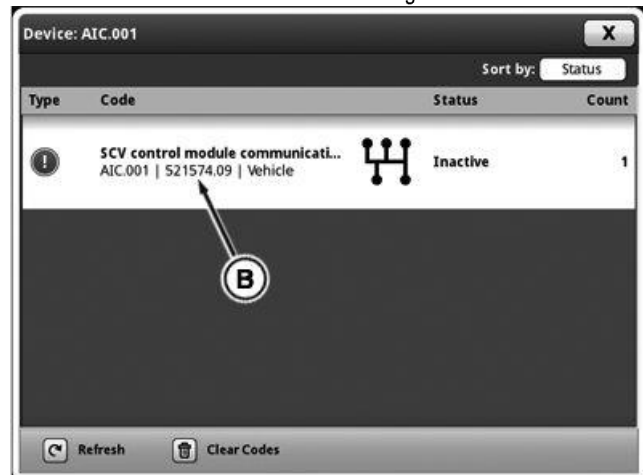 Device: AIC.001
X
Sort by: Status
Type Code Status Count
SCV control module communicati...
AIC.001 | 521574.09 | Vehicle
Inactive 1
B
Refresh Clear Codes